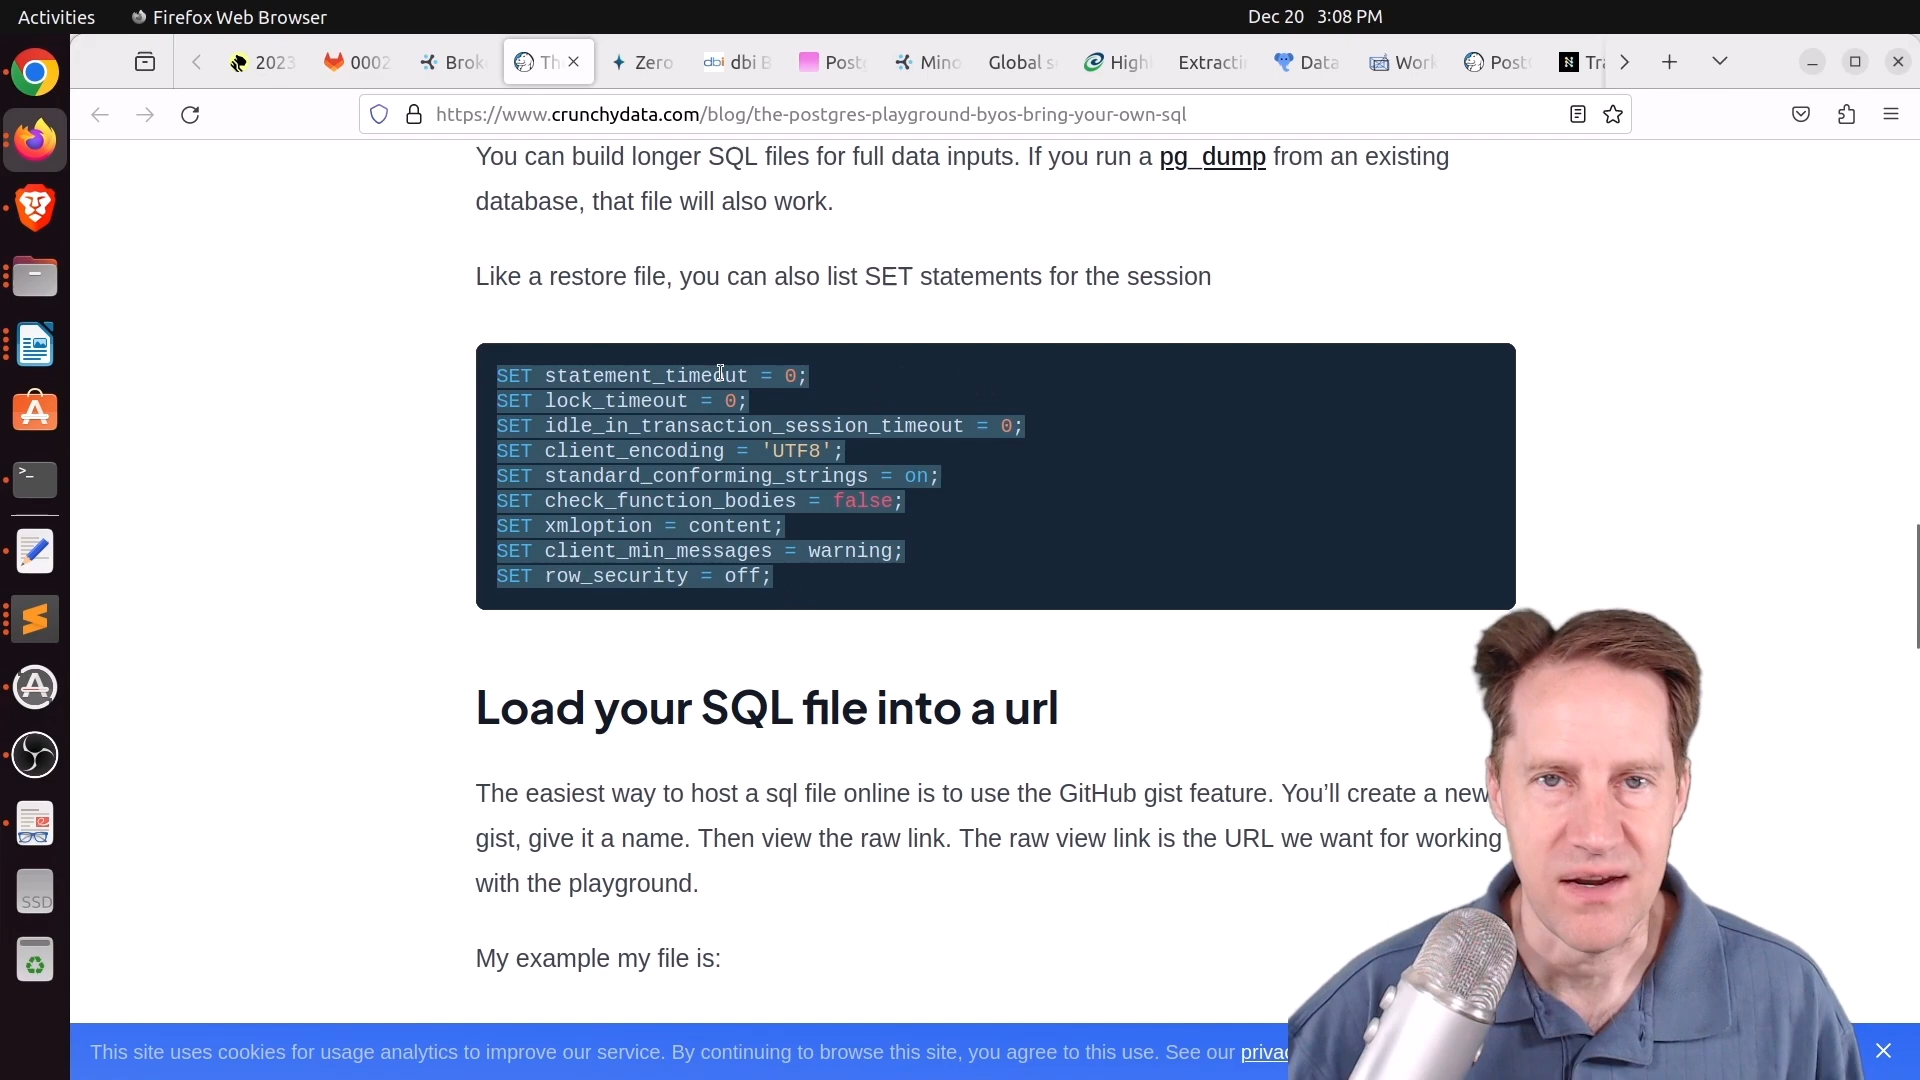 Activities Firefox Web Browser Dec 20 3:08 PM
2023 0002 Brok Th Zero dbi dbi B Postg Mino Global s High Extracti Data Work Post Tra
https://www.crunchydata.com/blog/the-postgres-playground-byos-bring-your-own-sql
You can build longer SQL files for full data inputs. If you run a pg_dump from an existing
database, that file will also work.
Like a restore file, you can also list SET statements for the session
SET statement_timeout = 0;
SET lock_timeout = 0;
SET idle_in_transaction_session_timeout = 0;
SET client_encoding = 'UTF8';
SET standard_conforming_strings = on;
SET check_function_bodies = false;
SET xmloption = content;
SET client_min_messages = warning;
SET row_security = off;
Load your SQL file into a url
The easiest way to host a sql file online is to use the GitHub gist feature. You’ll create a new
gist, give it a name. Then view the raw link. The raw view link is the URL we want for working
with the playground.
SSD
My example my file is:
This site uses cookies for usage analytics to improve our service. By continuing to browse this site, you agree to this use. See our privac